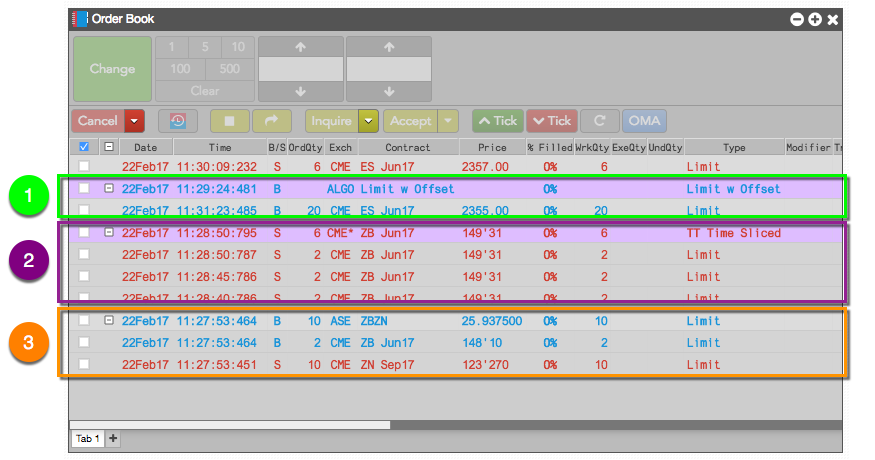 Order Book
Change
1 5 10
100 500
Clear
Cancel Inquire Accept Tick Tick C OMA
Date Time B/S OrdQty Exch Contract Price % Filled WrkQty ExeQty UndQty Type Modifier Tr
22Feb17 11:30:09:232 S 6 CME ES Jun17 2357.00 0% 6 Limit
1
22Feb17 11:29:24:481 B ALGO Limit w Offset 0% Limit w Offset
22Feb17 11:31:23:485 B 20 CME ES Jun17 2355.00 0% 20 Limit
2
22Feb17 11:28:50:795 S 6 CME* ZB Jun17 149'31 0% 6 TT Time Sliced
22Feb17 11:28:50:787 S 2 CME ZB Jun17 149'31 0% 2 Limit
22Feb17 11:28:45:786 S 2 CME ZB Jun17 149'31 0% 2 Limit
22Feb17 11:28:40:786 S 2 CME ZB Jun17 149'31 0% 2 Limit
3
22Feb17 11:27:53:464 B 10 ASE ZBZN 25.937500 0% 10 Limit
22Feb17 11:27:53:464 B 2 CME ZB Jun17 148'10 0% 2 Limit
22Feb17 11:27:53:451 S 10 CME ZN Sep17 123'270 0% 10 Limit
Tab 1 +